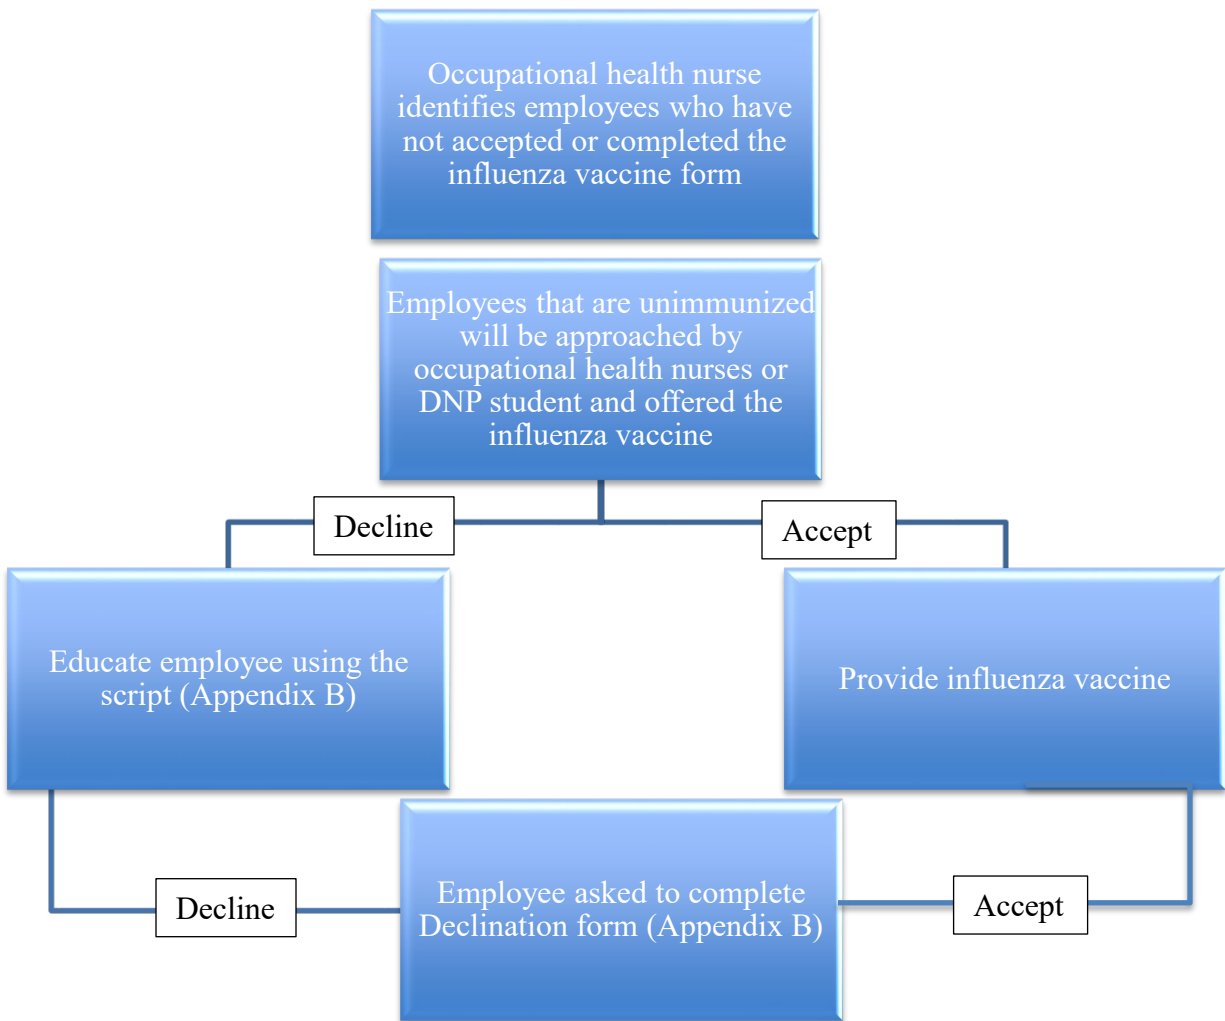 Occupational health nurse
identifies employees who have
not accepted or completed the
influenza vaccine form
Employees that are unimmunized
will be approached by
occupational health nurses or
DNP student and offered the
influenza vaccine
Decline
Accept
Educate employee using the
script (Appendix B)
Provide influenza vaccine
Decline
Employee asked to complete
Declination form (Appendix B)
Accept